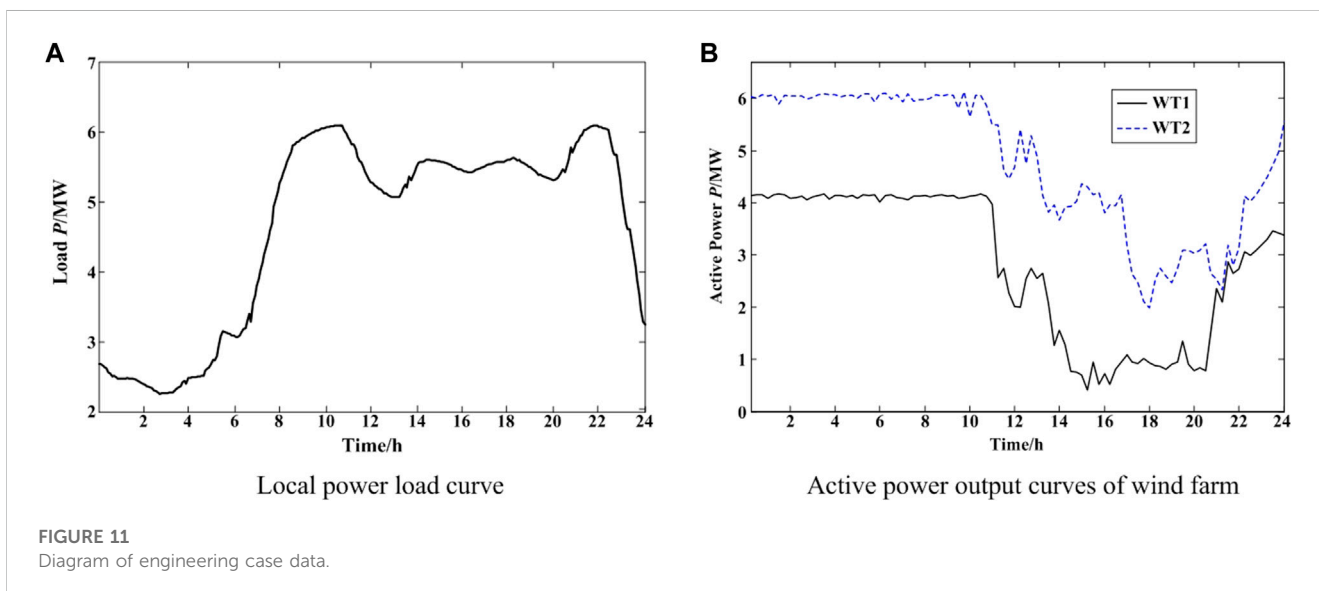 A
7
6
5
4
3
2
Load P/MW
2 4 6 8 10 12 14 16 18 20 22 24
Time/h
Local power load curve
B
6
5
4
3
2
1
0
Active Power P/MW
WT1
WT2
2 4 6 8 10 12 14 16 18 20 22 24
Time/h
Active power output curves of wind farm
FIGURE 11
Diagram of engineering case data.